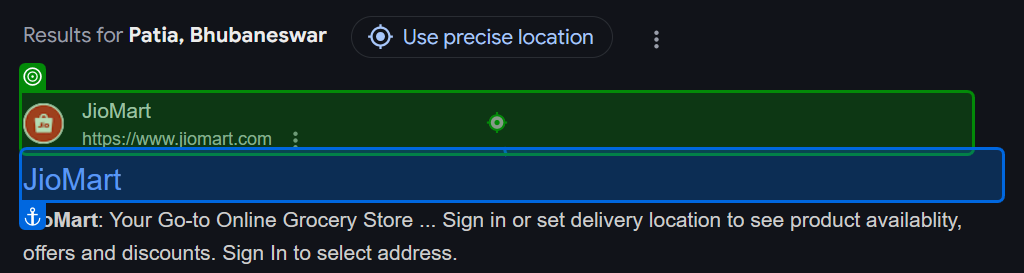 Results for Patia, Bhubaneswar Use precise location
JioMart
https://www.jiomart.com
JioMart
: Your Go-to Online Grocery Store ... Sign in or set delivery location to see product availablity,
offers and discounts. Sign In to select address.